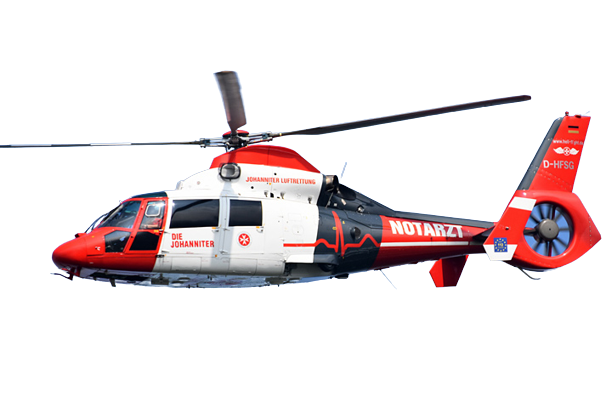 JOHANNITER LUFTRETTUNG
DIE
JOHANNITER
NOTARZT
D-HFSG